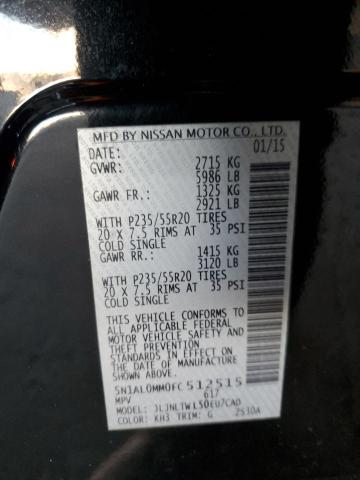 MFD BY NISSAN MOTOR CO., LTD.
DATE: 01/15
GVWR: 2715 KG
5986 LB
GAWR FR.: 1325 KG
2921 LB
WITH P235/55R20 TIRES
20 X 7.5 RIMS AT 35 PSI
COLD SINGLE
GAWR RR.: 1415 KG
3120 LB
WITH P235/55R20 TIRES
20 X 7.5 RIMS AT 35 PSI
COLD SINGLE
THIS VEHICLE CONFORMS TO
ALL APPLICABLE FEDERAL
MOTOR VEHICLE SAFETY
AND THEFT PREVENTION
STANDARDS IN EFFECT ON
THE DATE OF MANUFACTURE
SHOWN ABOVE.
5N1AL0MM0FC 512515
MPV 617
MODEL: JLJNLTWL50EU7CAD
COLOR: KH3 TRIM: G 2530A